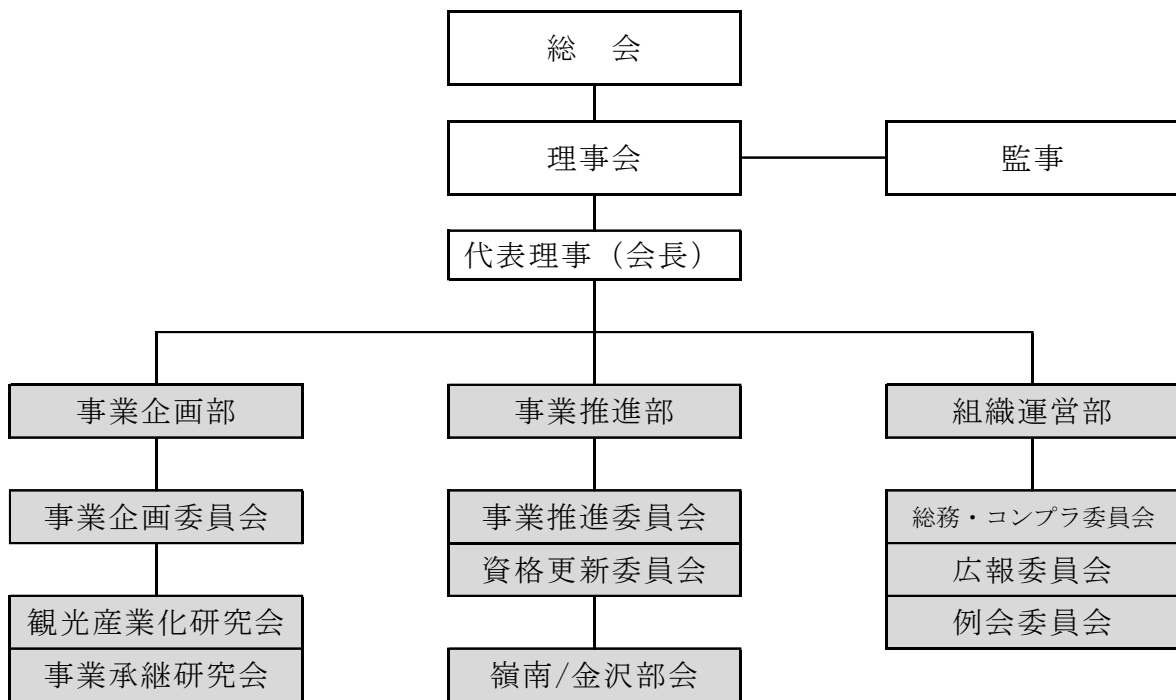 総　会
理事会
監事
代表理事（会長）
事業企画部
事業推進部
組織運営部
事業企画委員会
事業推進委員会
総務・コンプラ委員会
資格更新委員会
広報委員会
観光産業化研究会
例会委員会
事業承継研究会
嶺南/金沢部会